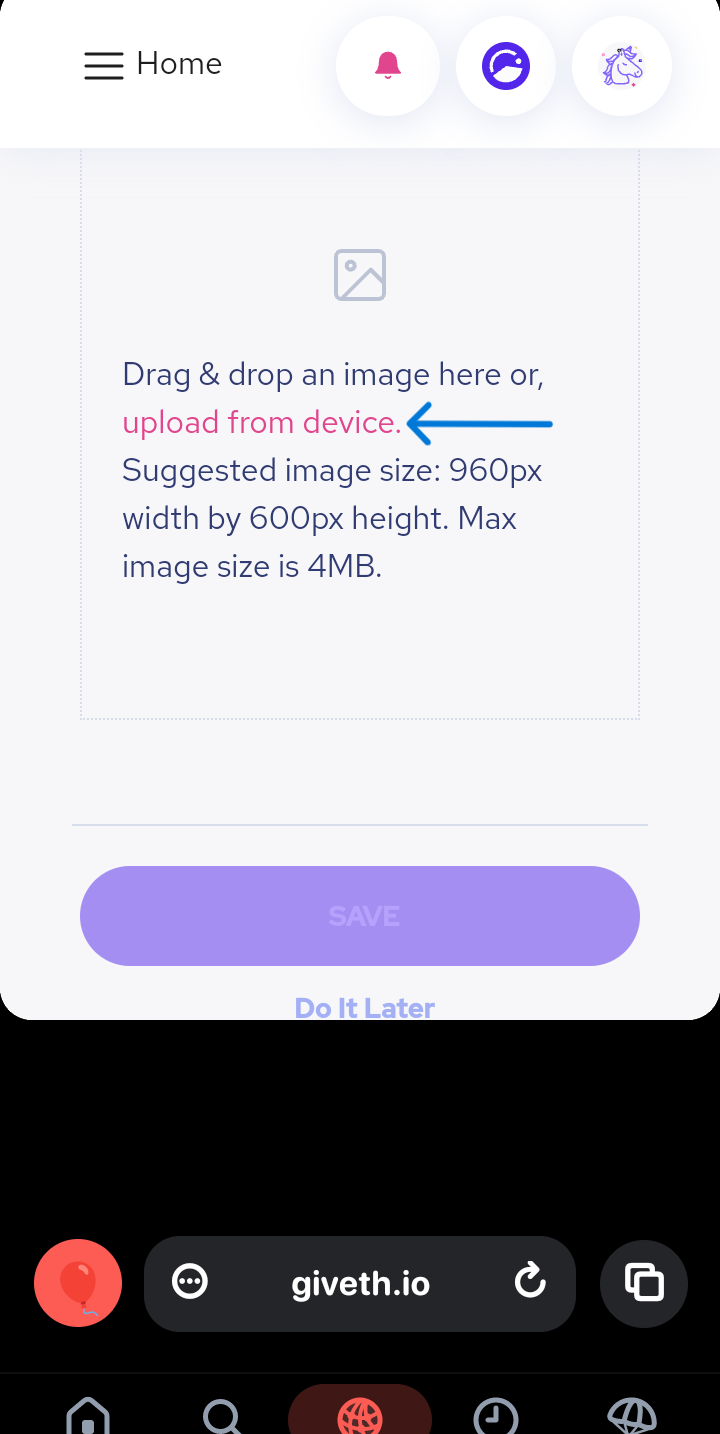 Home
Drag & drop an image here or,
upload from device.
Suggested image size: 960px
width by 600px height. Max
image size is 4MB.
SAVE
Do It Later
giveth.io